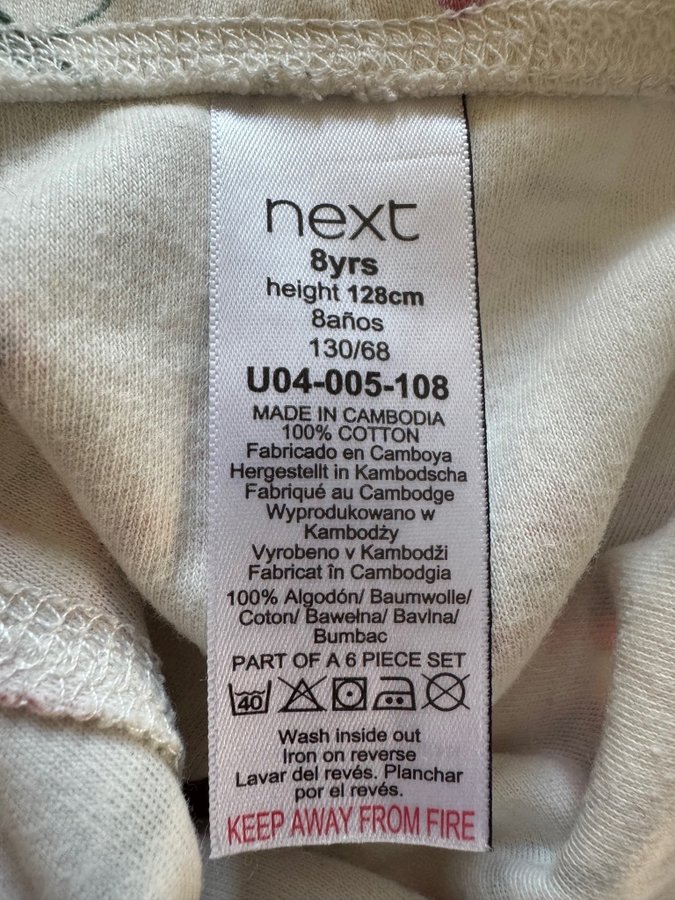 next
8yrs
height 128cm
8años
130/68
U04-005-108
MADE IN CAMBODIA
100% COTTON
Fabricado en Camboya
Hergestellt in Kambodscha
Fabriqué au Cambodge
Wyprodukowano w
Kambodży
Vyrobeno v Kambodži
Fabricat în Cambodgia
100% Algodón/ Baumwolle/
Coton/ Bawełna/ Bavlna/
Bumbac
PART OF A 6 PIECE SET
40
Wash inside out
Iron on reverse
Lavar del revés. Planchar
por el revés.
KEEP AWAY FROM FIRE